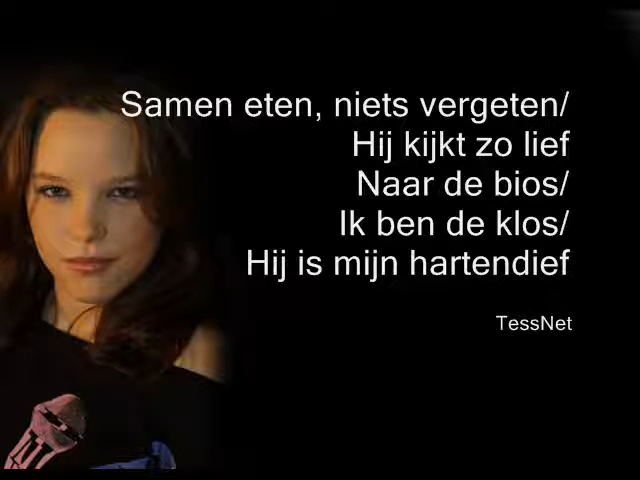 Samen eten, niets vergeten/
Hij kijkt zo lief
Naar de bios/
Ik ben de klos/
Hij is mijn hartendief
TessNet